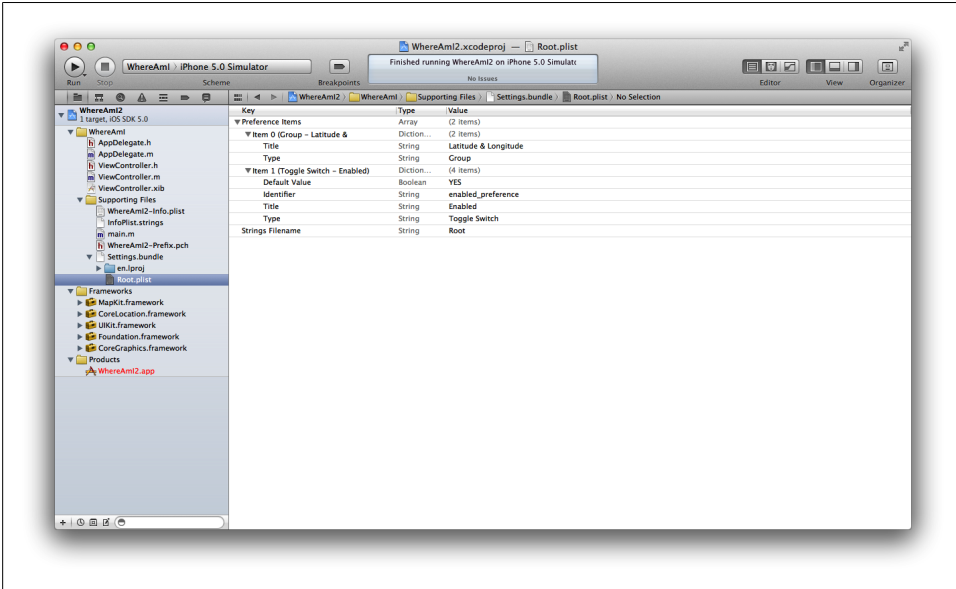 WhereAmI2.xcodeproj — Root.plist
WhereAmI › iPhone 5.0 Simulator
Finished running WhereAmI2 on iPhone 5.0 Simulatc
No Issues
Run Stop Scheme Breakpoints Editor View Organizer
WhereAmI2 › WhereAmI › Supporting Files › Settings.bundle › Root.plist › No Selection
WhereAmI2
1 target, iOS SDK 5.0
WhereAmI
AppDelegate.h
AppDelegate.m
ViewController.h
ViewController.m
ViewController.xib
Supporting Files
WhereAmI2-Info.plist
InfoPlist.strings
main.m
WhereAmI2-Prefix.pch
Settings.bundle
en.lproj
Root.plist
Frameworks
MapKit.framework
CoreLocation.framework
UIKit.framework
Foundation.framework
CoreGraphics.framework
Products
WhereAmI2.app
Key Type Value
Preference Items Array (2 items)
Item 0 (Group – Latitude & Diction... (2 items)
Title String Latitude & Longitude
Type String Group
Item 1 (Toggle Switch – Enabled) Diction... (4 items)
Default Value Boolean YES
Identifier String enabled_preference
Title String Enabled
Type String Toggle Switch
Strings Filename String Root